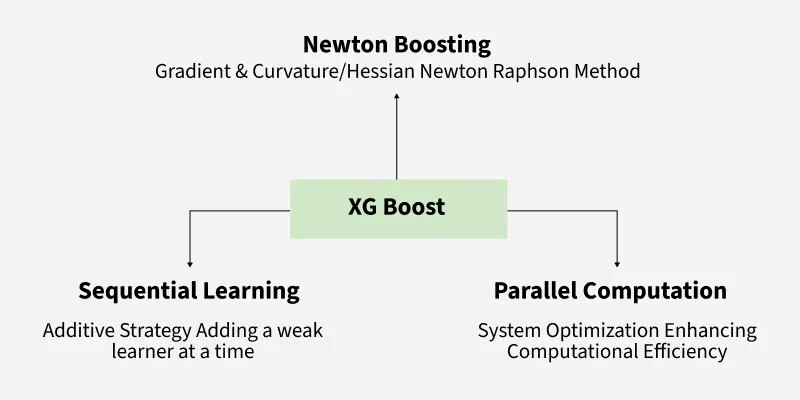 Newton Boosting
Gradient & Curvature/Hessian Newton Raphson Method
XG Boost
Sequential Learning
Additive Strategy Adding a weak
learner at a time
Parallel Computation
System Optimization Enhancing
Computational Efficiency